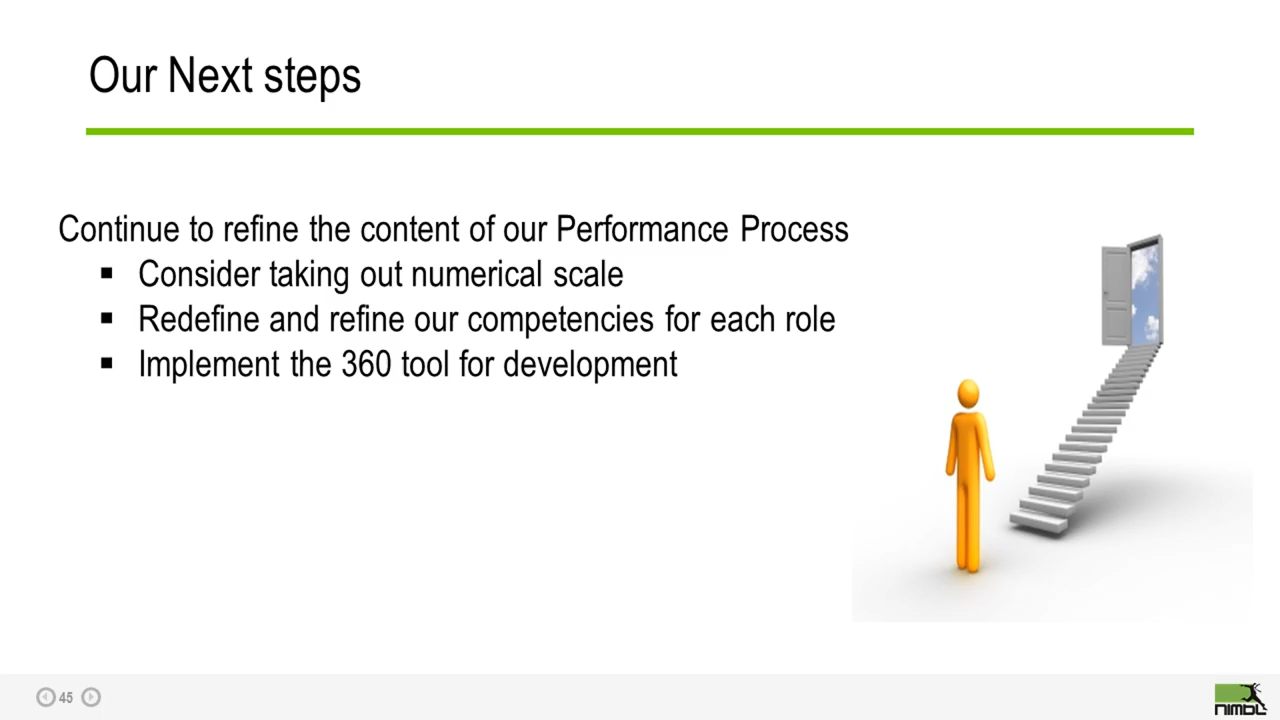 Our Next steps
Continue to refine the content of our Performance Process
▪ Consider taking out numerical scale
▪ Redefine and refine our competencies for each role
▪ Implement the 360 tool for development
45
nimbl